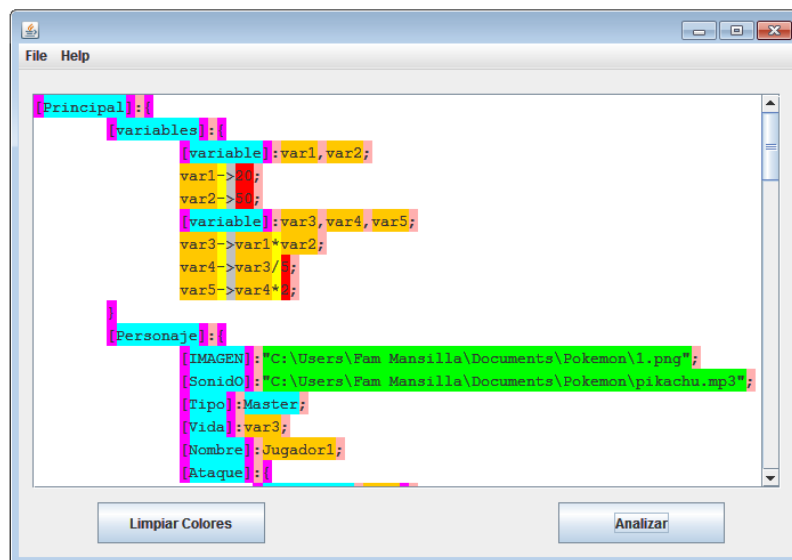 File Help
[Principal]:{
[variables]:{
[variable]:var1,var2;
var1->20;
var2->50;
[variable]:var3,var4,var5;
var3->var1*var2;
var4->var3/5;
var5->var4*2;
}
[Personaje]:{
[IMAGEN]:"C:\Users\Fam Mansilla\Documents\Pokemon\1.png";
[SonidO]:"C:\Users\Fam Mansilla\Documents\Pokemon\pikachu.mp3";
[Tipo]:Master;
[Vida]:var3;
[Nombre]:Jugador1;
[Ataque]:{
Limpiar Colores
Analizar